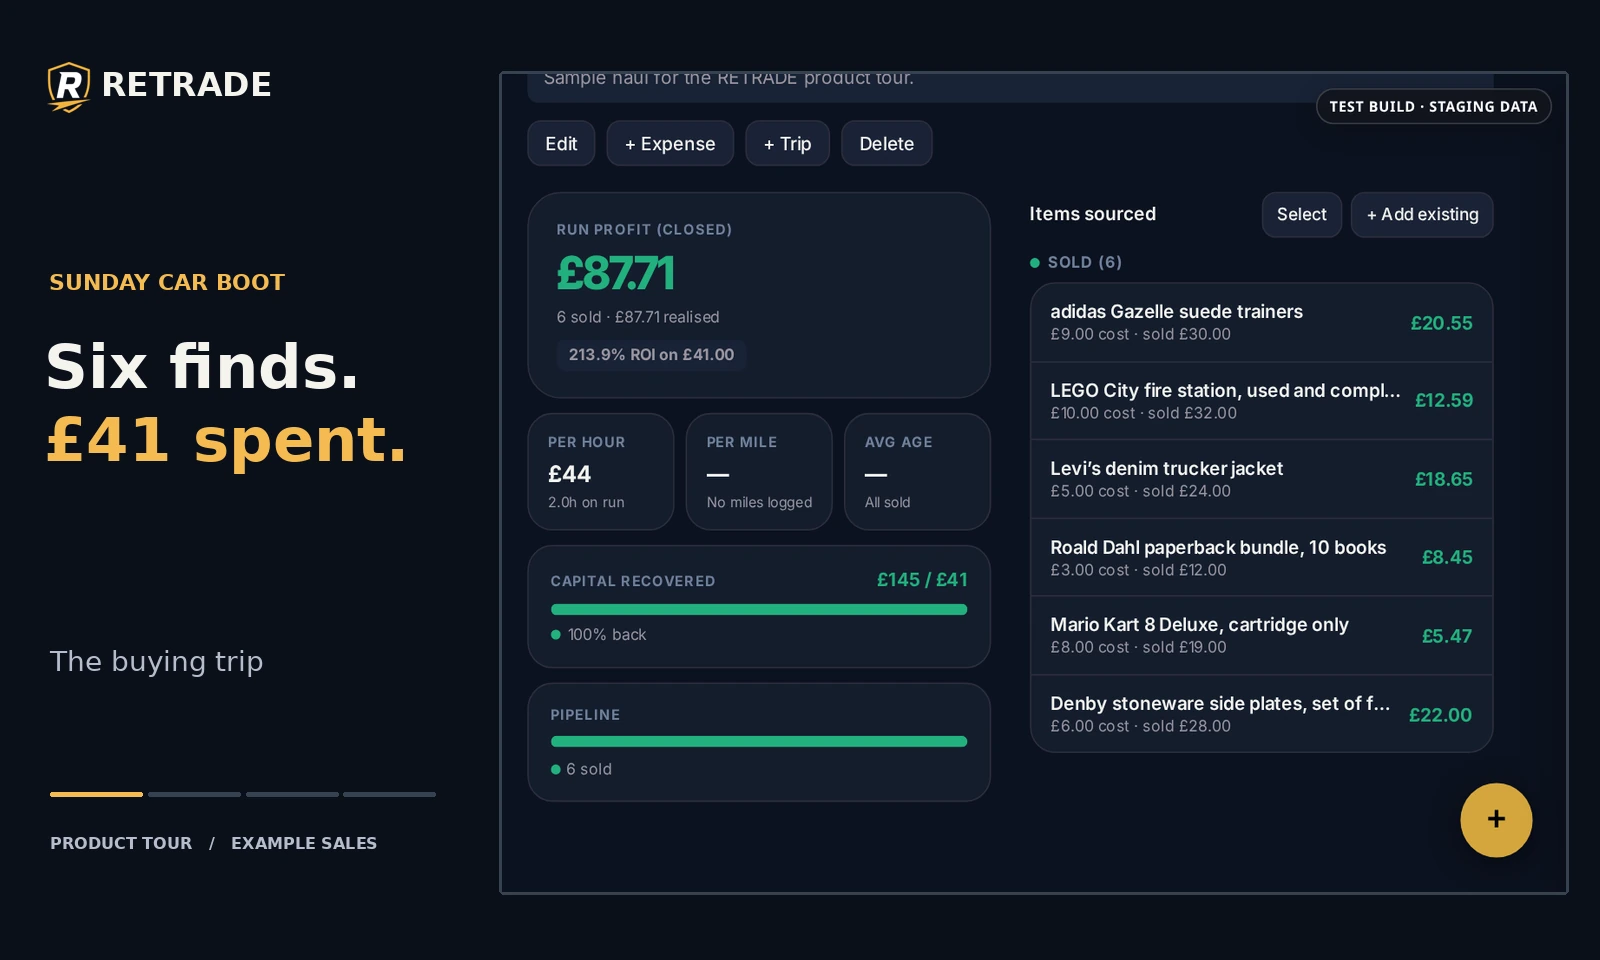 RETRADE
SUNDAY CAR BOOT
Six finds.
£41 spent.
The buying trip
PRODUCT TOUR / EXAMPLE SALES
Sample haul for the RETRADE product tour.
TEST BUILD · STAGING DATA
Edit
+ Expense
+ Trip
Delete
RUN PROFIT (CLOSED)
£87.71
6 sold · £87.71 realised
213.9% ROI on £41.00
PER HOUR
£44
2.0h on run
PER MILE
—
No miles logged
AVG AGE
—
All sold
CAPITAL RECOVERED £145 / £41
100% back
PIPELINE
6 sold
Items sourced
Select
+ Add existing
SOLD (6)
adidas Gazelle suede trainers
£9.00 cost · sold £30.00
£20.55
LEGO City fire station, used and compl...
£10.00 cost · sold £32.00
£12.59
Levi’s denim trucker jacket
£5.00 cost · sold £24.00
£18.65
Roald Dahl paperback bundle, 10 books
£3.00 cost · sold £12.00
£8.45
Mario Kart 8 Deluxe, cartridge only
£8.00 cost · sold £19.00
£5.47
Denby stoneware side plates, set of f...
£6.00 cost · sold £28.00
£22.00
+